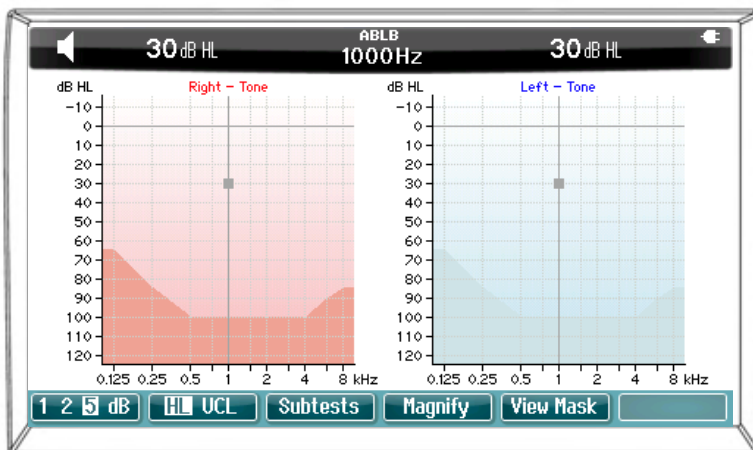 ABLB
30 dB HL 1000Hz 30 dB HL
dB HL Right - Tone dB HL Left - Tone
-10 -10
0 0
10 10
20 20
30 30
40 40
50 50
60 60
70 70
80 80
90 90
100 100
110 110
120 120
0.125 0.25 0.5 1 2 4 8 kHz 0.125 0.25 0.5 1 2 4 8 kHz
1 2 5 dB HL UCL Subtests Magnify View Mask